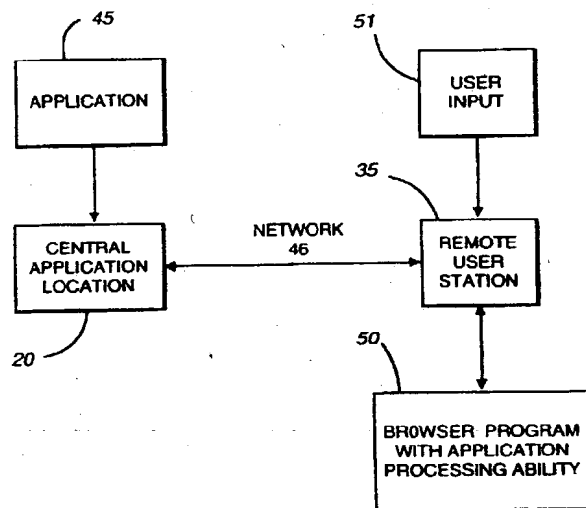 45
APPLICATION
51
USER
INPUT
CENTRAL
APPLICATION
LOCATION
20
NETWORK
46
35
REMOTE
USER
STATION
50
BROWSER PROGRAM
WITH APPLICATION
PROCESSING ABILITY